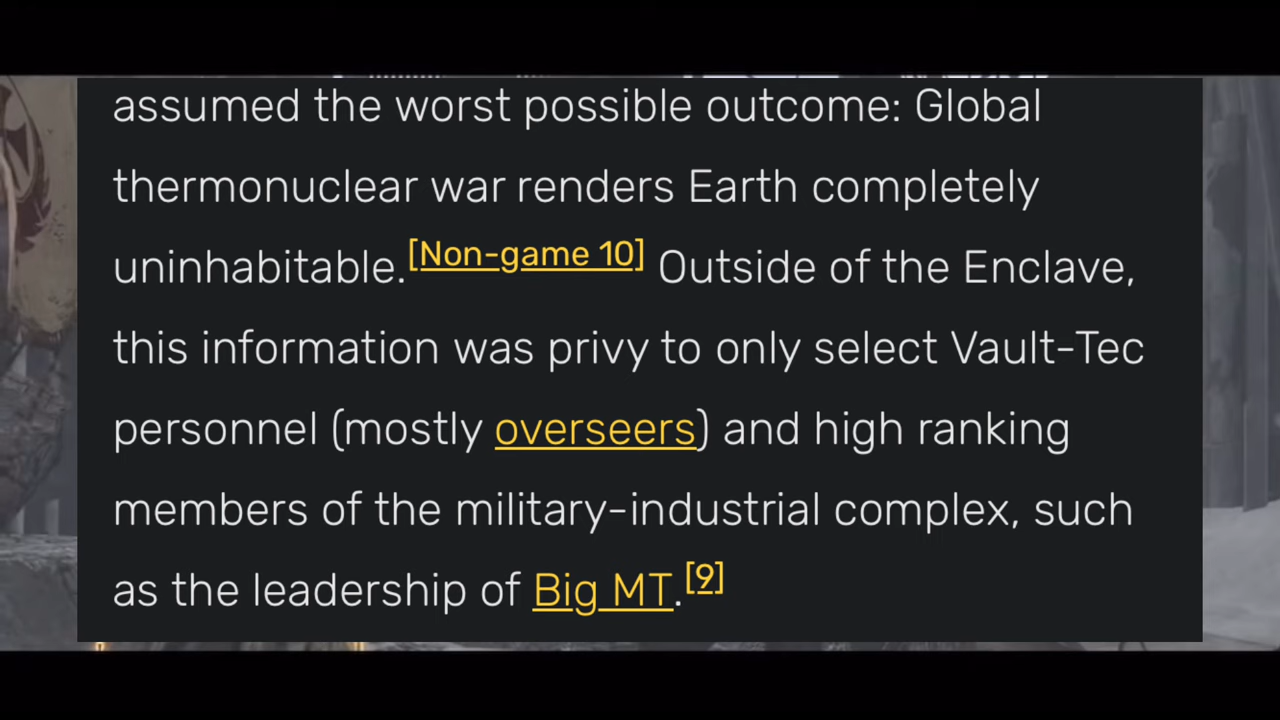 assumed the worst possible outcome: Global
thermonuclear war renders Earth completely
uninhabitable.[Non-game 10] Outside of the Enclave,
this information was privy to only select Vault-Tec
personnel (mostly overseers) and high ranking
members of the military-industrial complex, such
as the leadership of Big MT.[9]